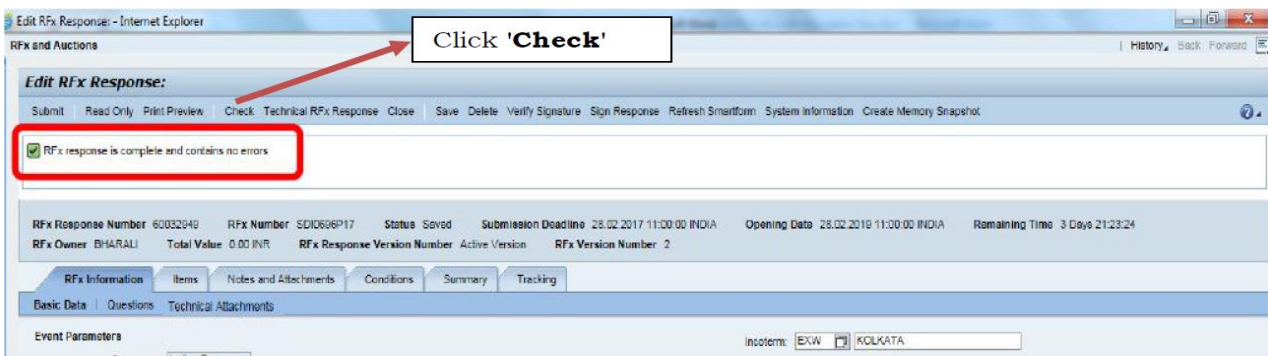 Edit RFx Response: - Internet Explorer
Click 'Check'
RFx and Auctions
History Back Forward
Edit RFx Response:
Submit Read Only Print Preview Check Technical RFx Response Close Save Delete Verify Signature Sign Response Refresh Smartform System Information Create Memory Snapshot
RFx response is complete and contains no errors
RFx Response Number 60032949 RFx Number SDI0696P17 Status Saved Submission Deadline 28.02.2017 11:00:00 INDIA Opening Date 28.02.2019 11:00:00 INDIA Remaining Time 3 Days 21:23:24
RFx Owner BHARALI Total Value 0.00 INR RFx Response Version Number Active Version RFx Version Number 2
RFx Information Items Notes and Attachments Conditions Summary Tracking
Basic Data Questions Technical Attachments
Event Parameters
Incoterm: EXW KOLKATA